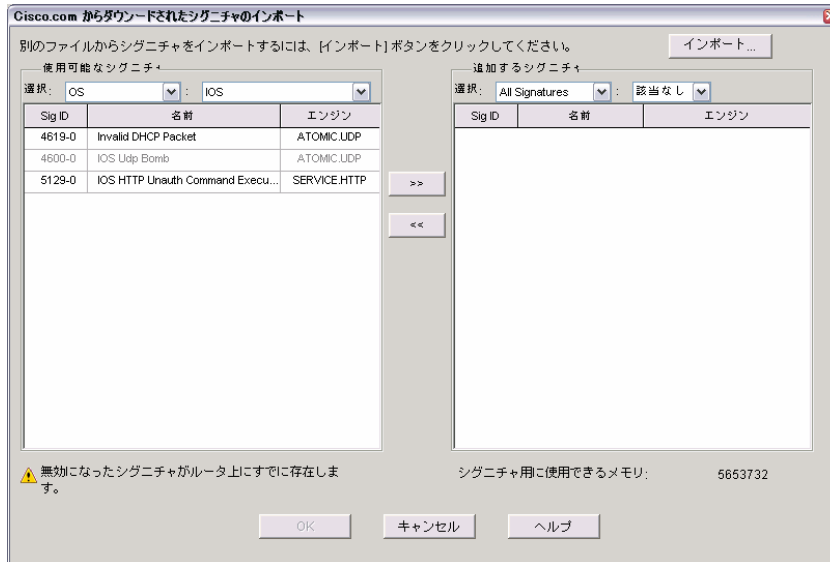 Cisco.com からダウンードされたシグニチャのインポート
別のファイルからシグニチャをインポートするには、[インポート] ボタンをクリックしてください。
インポート...
使用可能なシグニチャ
選択: OS : IOS
Sig ID 名前 エンジン
4619-0 Invalid DHCP Packet ATOMIC.UDP
4600-0 IOS Udp Bomb ATOMIC.UDP
5129-0 IOS HTTP Unauth Command Execu... SERVICE.HTTP
>>
<<
追加するシグニチャ
選択: All Signatures : 該当なし
Sig ID 名前 エンジン
無効になったシグニチャがルータ上にすでに存在しま
す。
シグニチャ用に使用できるメモリ: 5653732
OK キャンセル ヘルプ